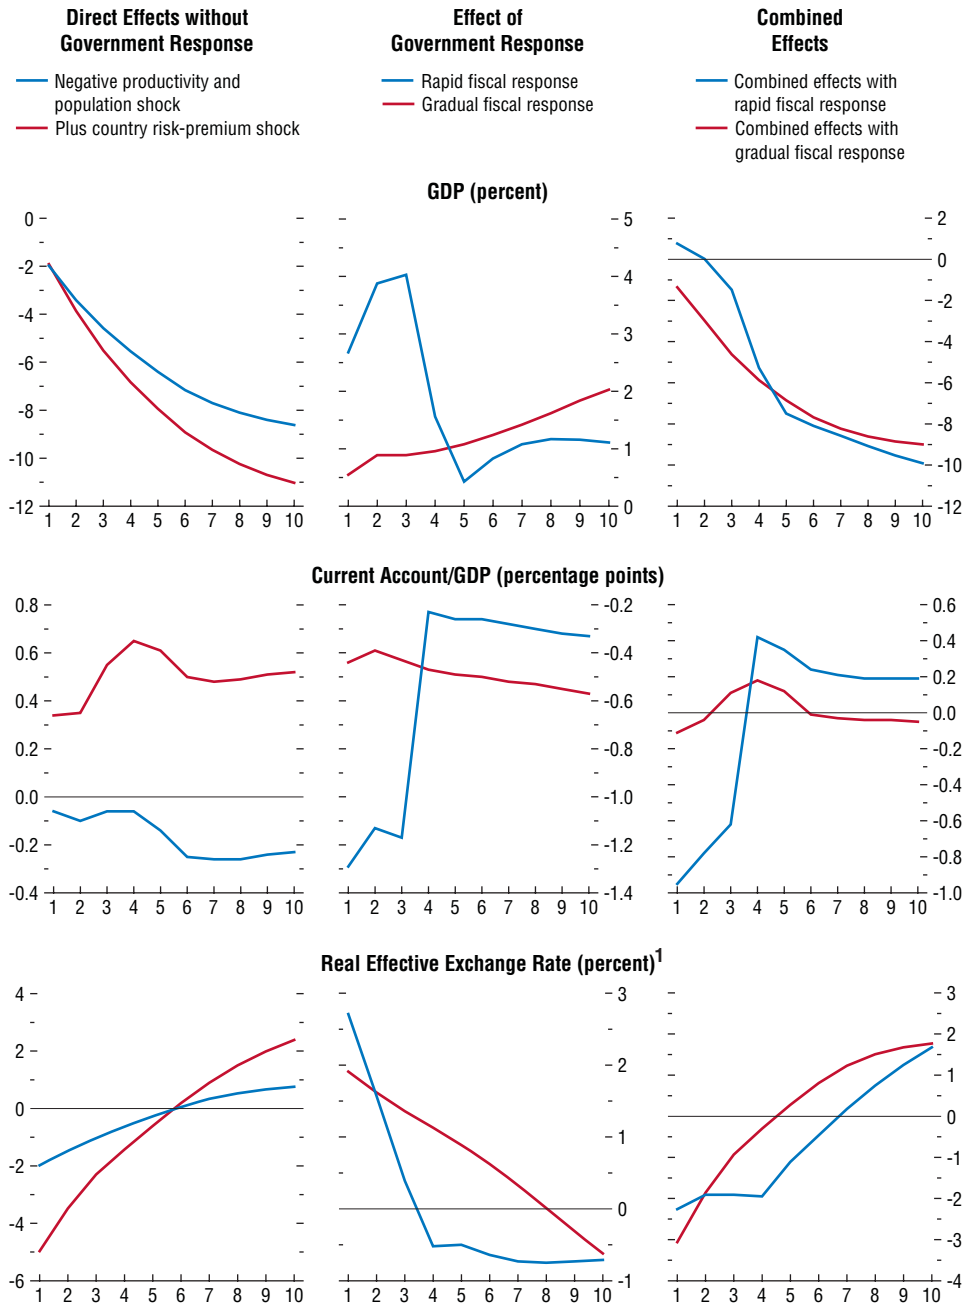 Direct Effects without
Government Response
Negative productivity and
population shock
Plus country risk-premium shock
Effect of
Government Response
Rapid fiscal response
Gradual fiscal response
Combined
Effects
Combined effects with
rapid fiscal response
Combined effects with
gradual fiscal response
GDP (percent)
0
-2
-4
-6
-8
-10
-12
1 2 3 4 5 6 7 8 9 10
5
4
3
2
1
0
1 2 3 4 5 6 7 8 9 10
2
0
-2
-4
-6
-8
-10
-12
1 2 3 4 5 6 7 8 9 10
Current Account/GDP (percentage points)
0.8
0.6
0.4
0.2
0.0
-0.2
-0.4
1 2 3 4 5 6 7 8 9 10
-0.2
-0.4
-0.6
-0.8
-1.0
-1.2
-1.4
1 2 3 4 5 6 7 8 9 10
0.6
0.4
0.2
0.0
-0.2
-0.4
-0.6
-0.8
-1.0
1 2 3 4 5 6 7 8 9 10
Real Effective Exchange Rate (percent)1
4
2
0
-2
-4
-6
1 2 3 4 5 6 7 8 9 10
3
2
1
0
-1
1 2 3 4 5 6 7 8 9 10
3
2
1
0
-1
-2
-3
-4
1 2 3 4 5 6 7 8 9 10